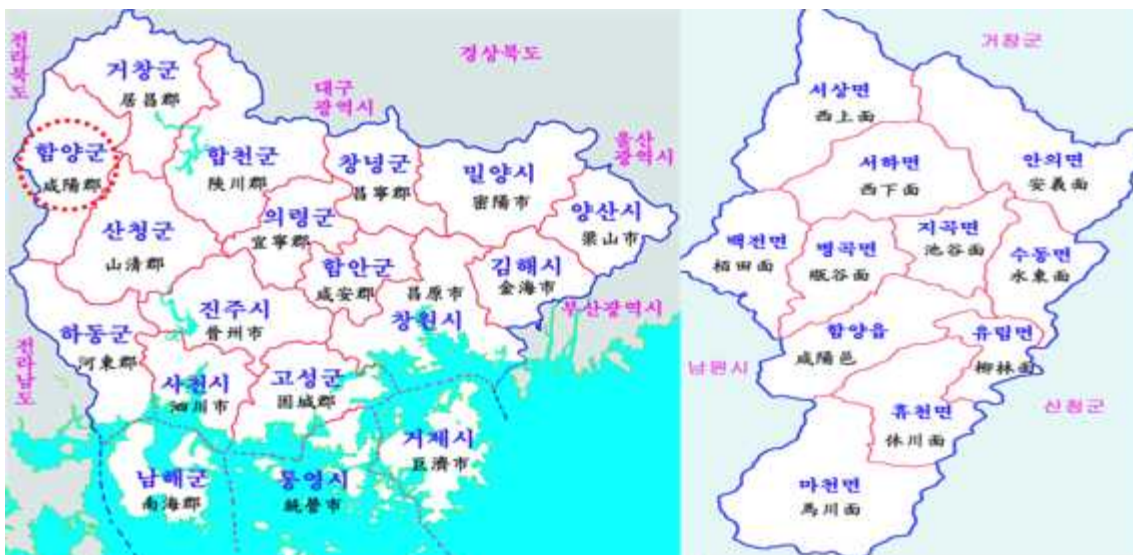 전라북도
거창군
居昌郡
경상북도
대구
광역시
울산
광역시
함양군
咸陽郡
합천군
陜川郡
창녕군
昌寧郡
밀양시
密陽市
양산시
梁山市
의령군
宜寧郡
산청군
山清郡
함안군
咸安郡
김해시
金海市
昌原市
창원시
부산광역시
진주시
晉州市
하동군
河東郡
전라남도
사천시
泗川市
고성군
固城郡
거제시
巨濟市
남해군
南海郡
통영시
統營市
거창군
서상면
西上面
서하면
西下面
안의면
安義面
백전면
栢田面
병곡면
甁谷面
지곡면
池谷面
수동면
水東面
함양읍
咸陽邑
유림면
柳林面
남원시
산청군
휴천면
休川面
마천면
馬川面